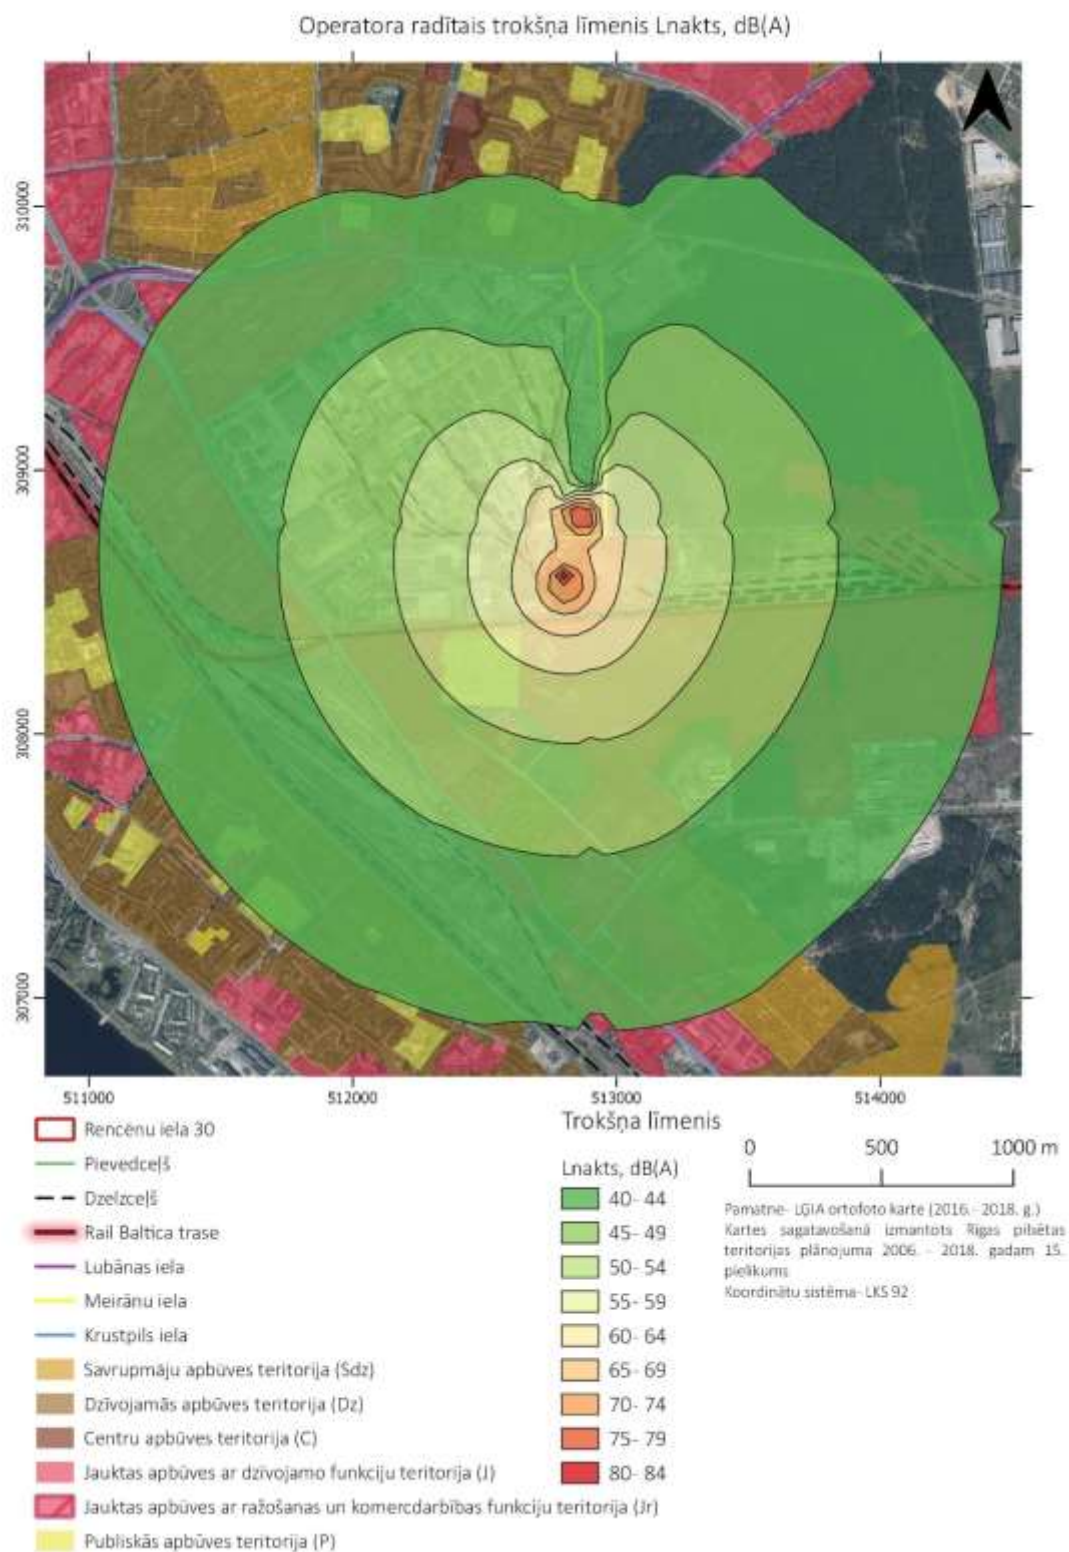 Operatora radītais trokšņa līmenis Lnakts, dB(A)
310000
309000
308000
307000
511000
512000
513000
514000
Rencēnu iela 30
Pievedceļš
Dzelzceļš
Rail Baltica trase
Lubānas iela
Meirānu iela
Krustpils iela
Savrupmāju apbūves teritorija (Sdz)
Dzīvojamās apbūves teritorija (Dz)
Centru apbūves teritorija (C)
Jauktas apbūves ar dzīvojamo funkciju teritorija (J)
Jauktas apbūves ar ražošanas un komercdarbības funkciju teritorija (Jr)
Publiskās apbūves teritorija (P)
Trokšņa līmenis
Lnakts, dB(A)
40- 44
45- 49
50- 54
55- 59
60- 64
65- 69
70- 74
75- 79
80- 84
0 500 1000 m
Pamatne- LĢIA ortofoto karte (2016.- 2018. g.)
Kartes sagatavošanā izmantots Rīgas pilsētas
teritorijas plānojuma 2006. - 2018. gadam 15.
pielikums
Koordinātu sistēma- LKS 92